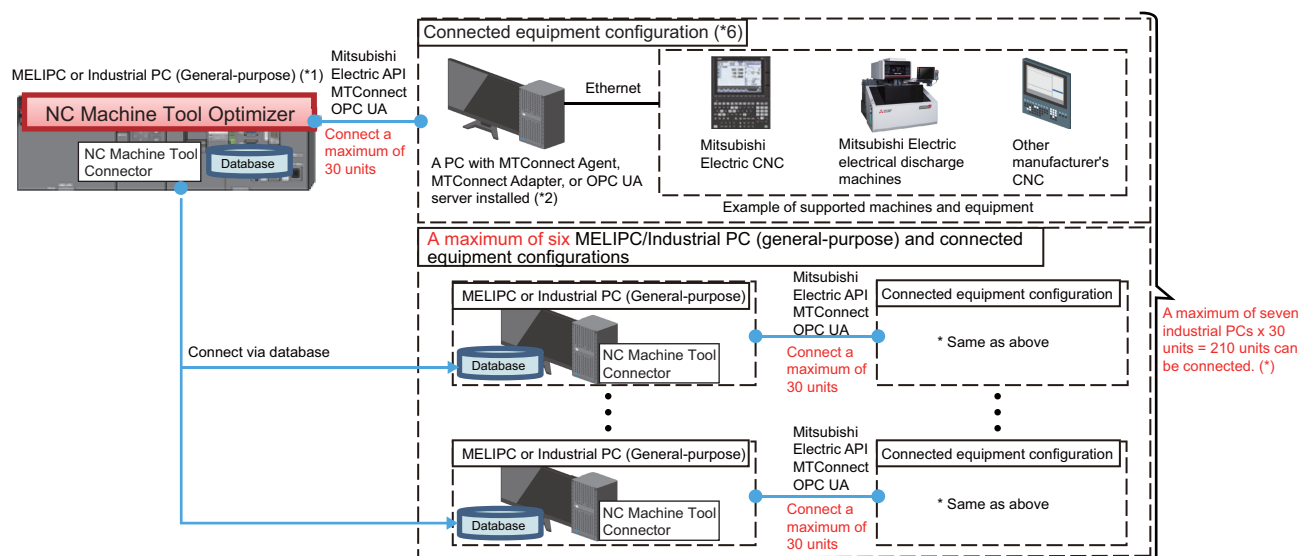 MELIPC or Industrial PC (General-purpose) (*1)
NC Machine Tool Optimizer
NC Machine Tool
Connector
Database
Mitsubishi
Electric API
MTConnect
OPC UA
Connect a
maximum of
30 units
Connected equipment configuration (*6)
A PC with MTConnect Agent,
MTConnect Adapter, or OPC UA
server installed (*2)
Ethernet
Mitsubishi
Electric CNC
Mitsubishi Electric
electrical discharge
machines
Other
manufacturer's
CNC
Example of supported machines and equipment
A maximum of six MELIPC/Industrial PC (general-purpose) and connected
equipment configurations
Connect via database
MELIPC or Industrial PC (General-purpose)
Database
NC Machine Tool
Connector
Mitsubishi
Electric API
MTConnect
OPC UA
Connect a
maximum of
30 units
Connected equipment configuration
* Same as above
MELIPC or Industrial PC (General-purpose)
Database
NC Machine Tool
Connector
Mitsubishi
Electric API
MTConnect
OPC UA
Connect a
maximum of
30 units
Connected equipment configuration
* Same as above
A maximum of seven
industrial PCs x 30
units = 210 units can
be connected. (*)